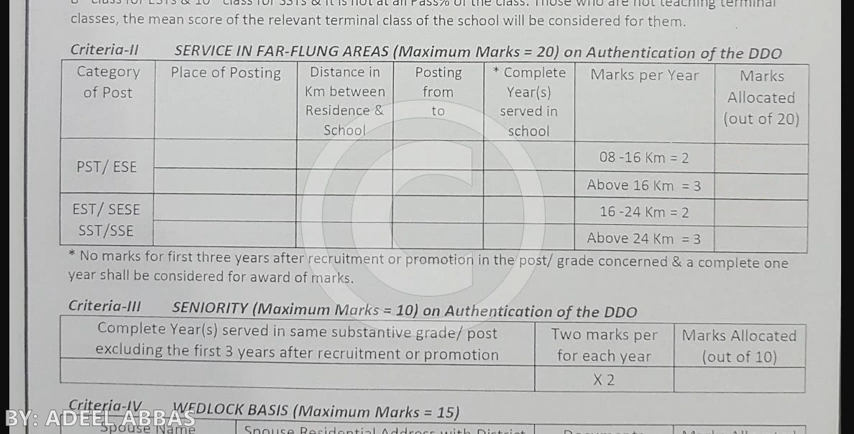 classes, the mean score of the relevant terminal class of the school will be considered for them.
Criteria-II SERVICE IN FAR-FLUNG AREAS (Maximum Marks = 20) on Authentication of the DDO
Category of Post
Place of Posting
Distance in Km between Residence & School
Posting from to
* Complete Year(s) served in school
Marks per Year
Marks Allocated (out of 20)
PST/ ESE
08 -16 Km = 2
Above 16 Km = 3
EST/ SESE
SST/SSE
16 -24 Km = 2
Above 24 Km = 3
* No marks for first three years after recruitment or promotion in the post/ grade concerned & a complete one
year shall be considered for award of marks.
Criteria-III SENIORITY (Maximum Marks = 10) on Authentication of the DDO
Complete Year(s) served in same substantive grade/ post
excluding the first 3 years after recruitment or promotion
Two marks per
for each year
Marks Allocated
(out of 10)
X 2
Criteria-IV WEDLOCK BASIS (Maximum Marks = 15)
BY: ADEEL ABBAS
Spouse Name
Spouse Residential Address with District